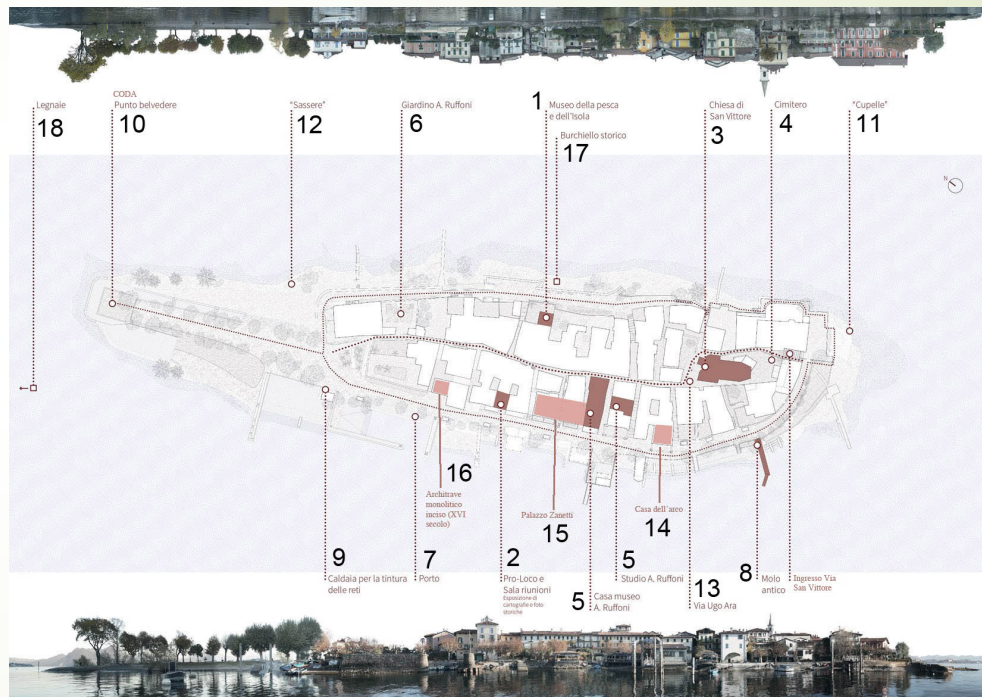 Legnaie
18
CODA
Punto belvedere
10
"Sassere"
12
Giardino A. Ruffoni
6
1
Museo della pesca
e dell'Isola
Burchiello storico
17
Chiesa di
San Vittore
3
Cimitero
4
"Cupelle"
11
N
16
Architrave
monolitico
inciso (XVI
secolo)
Palazzo Zanetti
15
Casa dell'arco
14
9
Caldaia per la tintura
delle reti
7
Porto
2
Pro-Loco e
Sala riunioni
Esposizione di
cartografie e foto
storiche
5
Casa museo
A. Ruffoni
5
Studio A. Ruffoni
13
Via Ugo Ara
8
Molo
antico
Ingresso Via
San Vittore